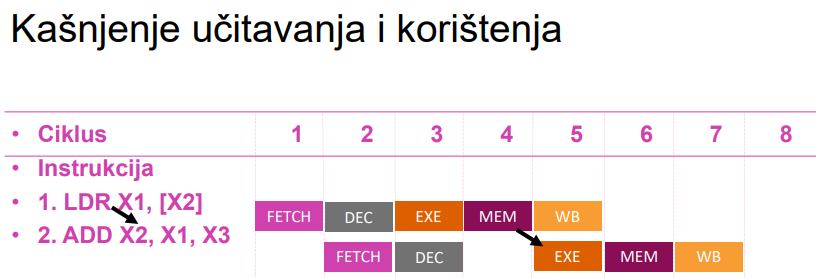 Kašnjenje učitavanja i korištenja
• Ciklus 1 2 3 4 5 6 7 8
• Instrukcija
• 1. LDR X1, [X2]
FETCH DEC EXE MEM WB
• 2. ADD X2, X1, X3
FETCH DEC EXE MEM WB